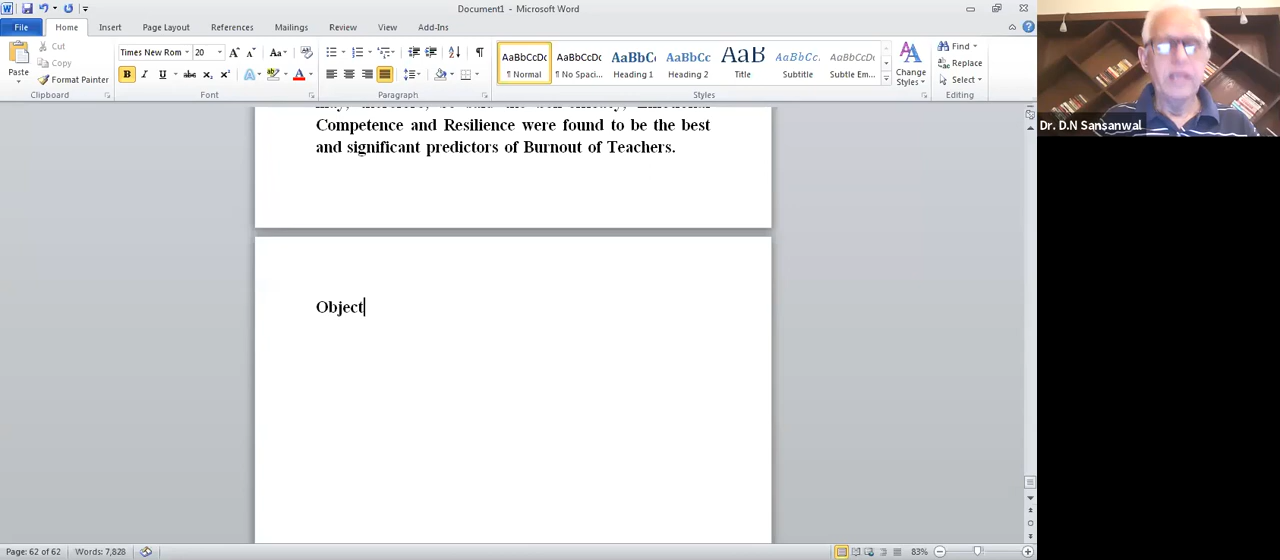 Document1 - Microsoft Word
File Home Insert Page Layout References Mailings Review View Add-Ins
Cut
Copy
Format Painter
Paste
Clipboard
Times New Rom 20
Font
Paragraph
AaBbCcDc AaBbCcDc AaBbCc AaBbCc AaB AaBbCc. AaBbCcDc
¶ Normal ¶ No Spaci... Heading 1 Heading 2 Title Subtitle Subtle Em...
Change
Styles
Styles
Find
Replace
Select
Editing
Competence and Resilience were found to be the best
and significant predictors of Burnout of Teachers.
Object
Dr. D.N Sansanwal
Page: 62 of 62 Words: 7,828 83%